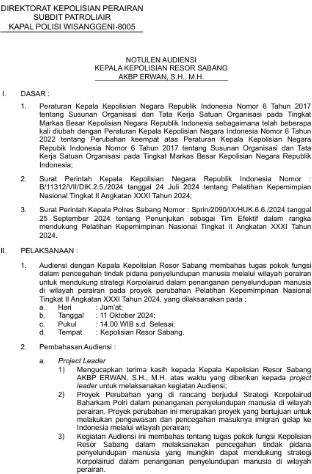 DIREKTORAT KEPOLISIAN PERAIRAN
SUBDIT PATROLIAIR
KAPAL POLISI WISANGGENI-8005
NOTULEN AUDIENSI
KEPALA KEPOLISIAN RESOR SABANG
AKBP ERWAN, S.H., M.H.
I. DASAR :
1. Peraturan Kepala Kepolisian Negara Republik Indonesia Nomor 6 Tahun 2017
tentang Susunan Organisasi dan Tata Kerja Satuan Organisasi pada Tingkat
Markas Besar Kepolisian Negara Republik Indonesia sebagaimana telah beberapa
kali diubah dengan Peraturan Kepala Kepolisian Negara Indonesia Nomor 6 Tahun
2022 tentang Perubahan keempat atas Peraturan Kepala Kepolisian Negara
Republik Indonesia Nomor 6 Tahun 2017 tentang Susunan Organisasi dan Tata
Kerja Satuan Organisasi pada Tingkat Markas Besar Kepolisian Negara Republik
Indonesia;
2. Surat Perintah Kepala Kepolisian Negara Republik Indonesia Nomor :
B/11312/VII/DIK.2.5./2024 tanggal 24 Juli 2024 tentang Pelatihan Kepemimpian
Nasional Tingkat II Angkatan XXXI Tahun 2024;
3. Surat Perintah Kepala Polres Sabang Nomor : Sprin/2090/IX/HUK.6.6./2024 tanggal
25 September 2024 tentang Penunjukan sebagai Tim Efektif dalam rangka
mendukung Pelatihan Kepemimpinan Nasional Tingkat II Angkatan XXXI Tahun
2024.
II. PELAKSANAAN :
1. Audiensi dengan Kepala Kepolisian Resor Sabang membahas tugas pokok fungsi
dalam pencegahan tindak pidana penyelundupan manusia melalui wilayah perairan
untuk mendukung strategi Korpolairud dalam penanganan penyelundupan manusia
di wilayah perairan pada proyek perubahan Pelatihan Kepemimpinan Nasional
Tingkat II Angkatan XXXI Tahun 2024, yang dilaksanakan pada :
a. Hari : Jum'at;
b. Tanggal : 11 Oktober 2024;
c. Pukul : 14.00 WIB s.d. Selesai;
d. Tempat : Kepolisian Resor Sabang.
2. Pembahasan Audiensi :
a. Project Leader
1) Mengucapkan terima kasih kepada Kepala Kepolisian Resor Sabang
AKBP ERWAN, S.H., M.H. atas waktu yang diberikan kepada project
leader untuk melaksanakan kegiatan Audiensi;
2) Proyek Perubahan yang di rancang berjudul Strategi Korpolairud
Baharkam Polri dalam penanganan penyelundupan manusia di wilayah
perairan. Proyek perubahan ini merupakan proyek yang bertujuan untuk
melakukan pengawasan dan pencegahan masuknya imigran gelap ke
Indonesia melalui wilayah perairan;
3) Kegiatan Audiensi ini membahas tentang tugas pokok fungsi Kepolisian
Resor Sabang dalam melaksanakan pencegahan tindak pidana
penyelundupan manusia yang mungkin dapat mendukung strategi
Korpolairud dalam penanganan penyelundupan manusia di wilayah
perairan.